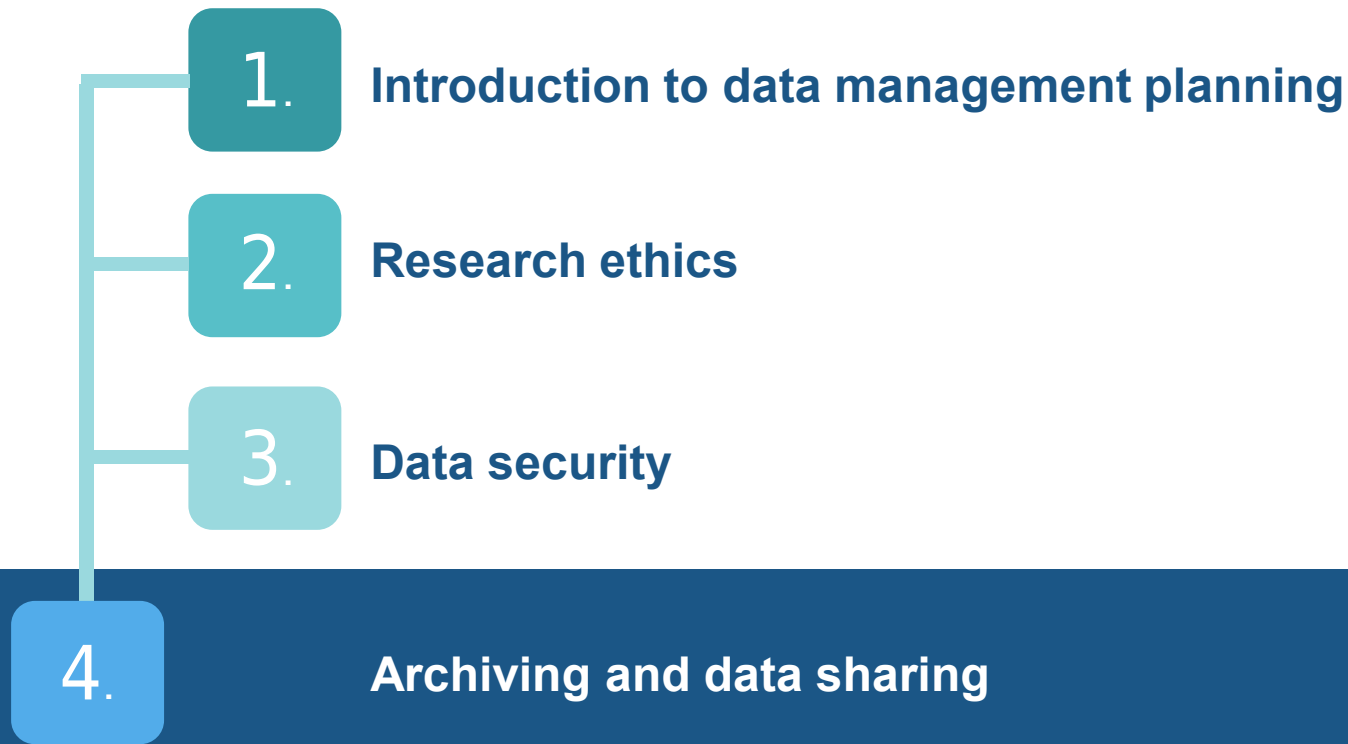 1. Introduction to data management planning
2. Research ethics
3. Data security
4. Archiving and data sharing